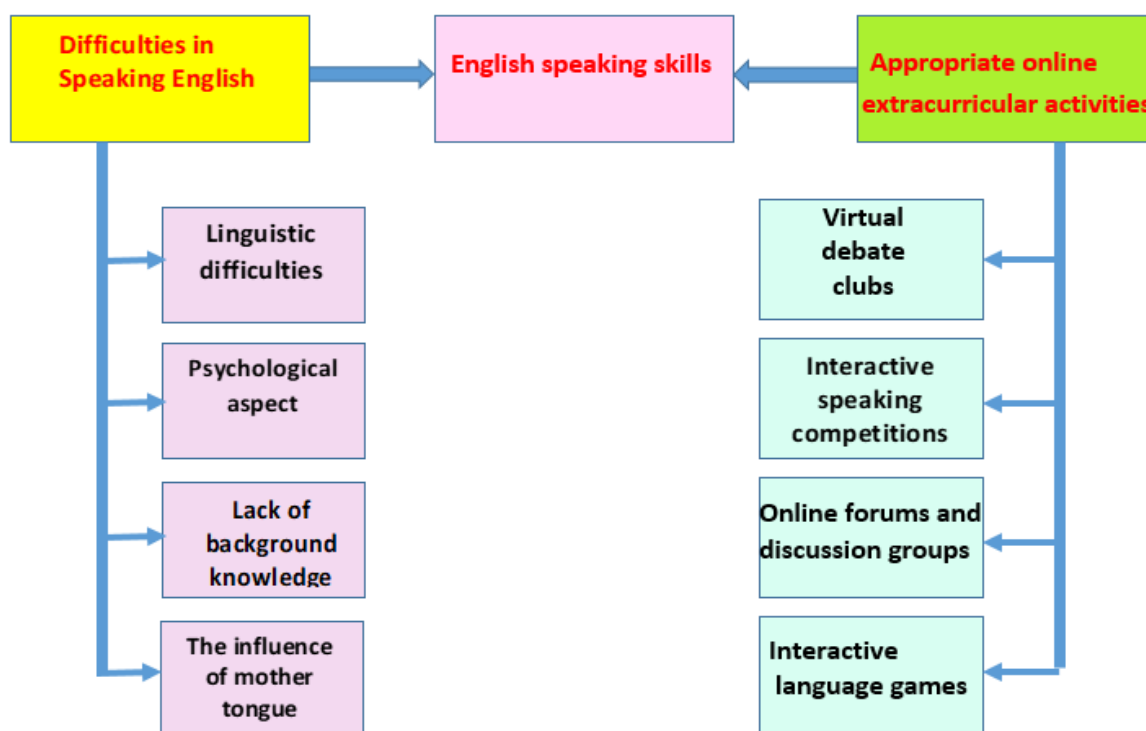 Difficulties in
Speaking English
English speaking skills
Appropriate online
extracurricular activities
Linguistic
difficulties
Psychological
aspect
Lack of
background
knowledge
The influence
of mother
tongue
Virtual
debate
clubs
Interactive
speaking
competitions
Online forums and
discussion groups
Interactive
language games